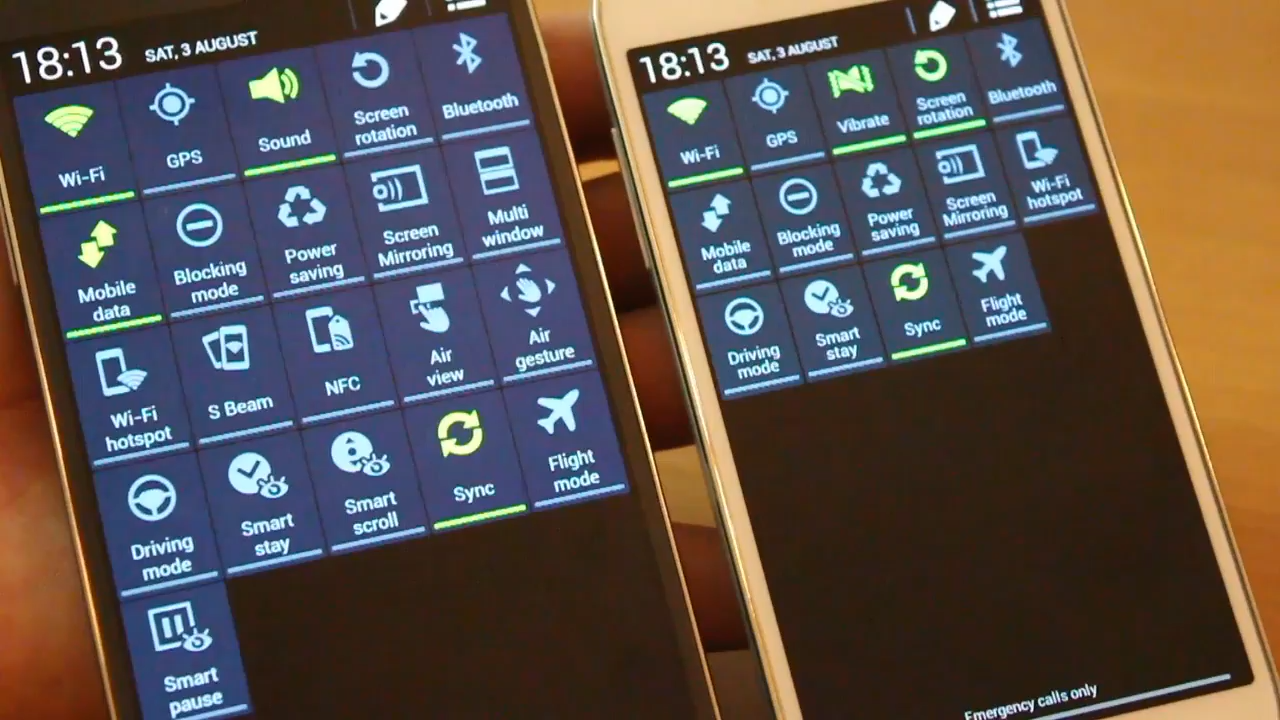 18:13 SAT, 3 AUGUST
Wi-Fi
GPS
Sound
Screen
rotation
Bluetooth
Mobile
data
Blocking
mode
Power
saving
Screen
Mirroring
Multi
window
Wi-Fi
hotspot
S Beam
NFC
Air
view
Air
gesture
Driving
mode
Smart
stay
Smart
scroll
Sync
Flight
mode
Smart
pause
18:13 SAT, 3 AUGUST
Wi-Fi
GPS
Vibrate
Screen
rotation
Bluetooth
Mobile
data
Blocking
mode
Power
saving
Screen
Mirroring
Wi-Fi
hotspot
Driving
mode
Smart
stay
Sync
Flight
mode
Emergency calls only